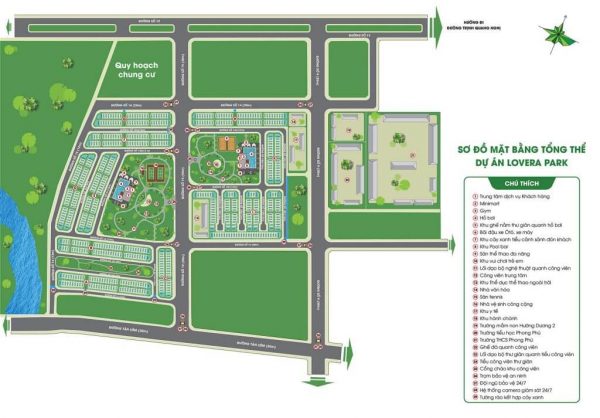 HƯỚNG ĐI
ĐƯỜNG TRỊNH QUANG NGHỊ
Quy hoạch
chung cư
SƠ ĐỒ MẶT BẰNG TỔNG THỂ
DỰ ÁN LOVERA PARK
CHÚ THÍCH
1 Trung tâm dịch vụ khách hàng
2 Minimart
3 Gym
4 Hồ bơi
5 Khu ghế nằm thư giãn quanh hồ bơi
6 Bãi đậu xe Ôtô, xe máy
7 Khu cây xanh tiểu cảnh sảnh đón khách
8 Khu Pool bar
9 Sân thể thao đa năng
10 Khu vui chơi trẻ em
11 Lối dạo bộ nghệ thuật quanh công viên
12 Công viên trung tâm
13 Khu thể dục thể thao ngoài trời
14 Nhà văn hóa
15 Sân tennis
16 Nhà vệ sinh công cộng
17 Khu y tế
18 Khu hành chánh
19 Trường mầm non Hướng Dương 2
20 Trường tiểu học Phong Phú
21 Trường THCS Phong Phú
22 Ghế đá quanh công viên
23 Lối dạo bộ thư giãn quanh tiểu công viên
24 Tiểu công viên thư giãn
25 Cổng chào khu công viên
26 Trạm bảo vệ an ninh
27 Đội ngũ bảo vệ 24/7
28 Hệ thống camera giám sát 24/7
29 Tường rào kết hợp cây xanh